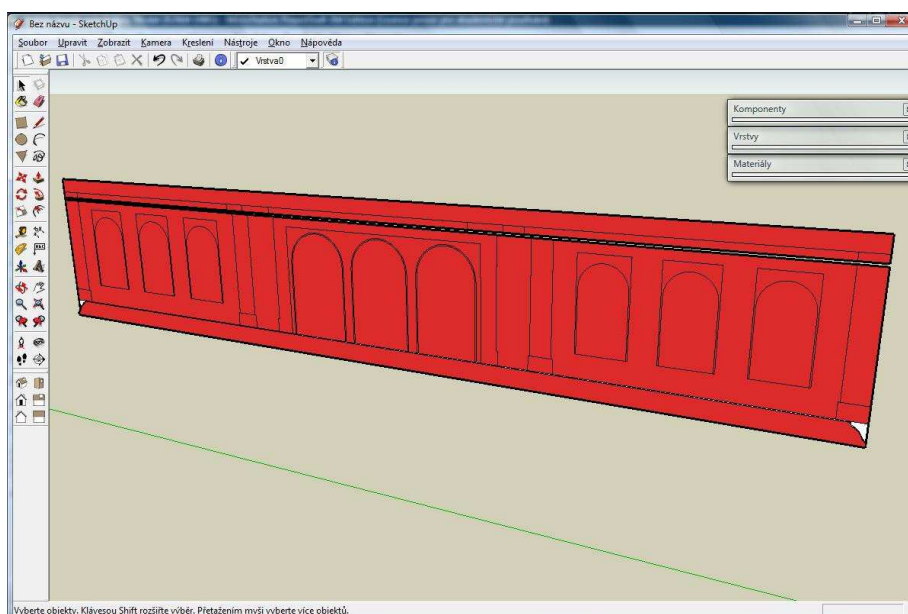 Bez názvu - SketchUp
Soubor Upravit Zobrazit Kamera Kreslení Nástroje Okno Nápověda
Vrstva0
Komponenty
Vrstvy
Materiály
Vyberte objekty. Klávesou Shift rozšiřte výběr. Přetažením myši vyberte více objektů.